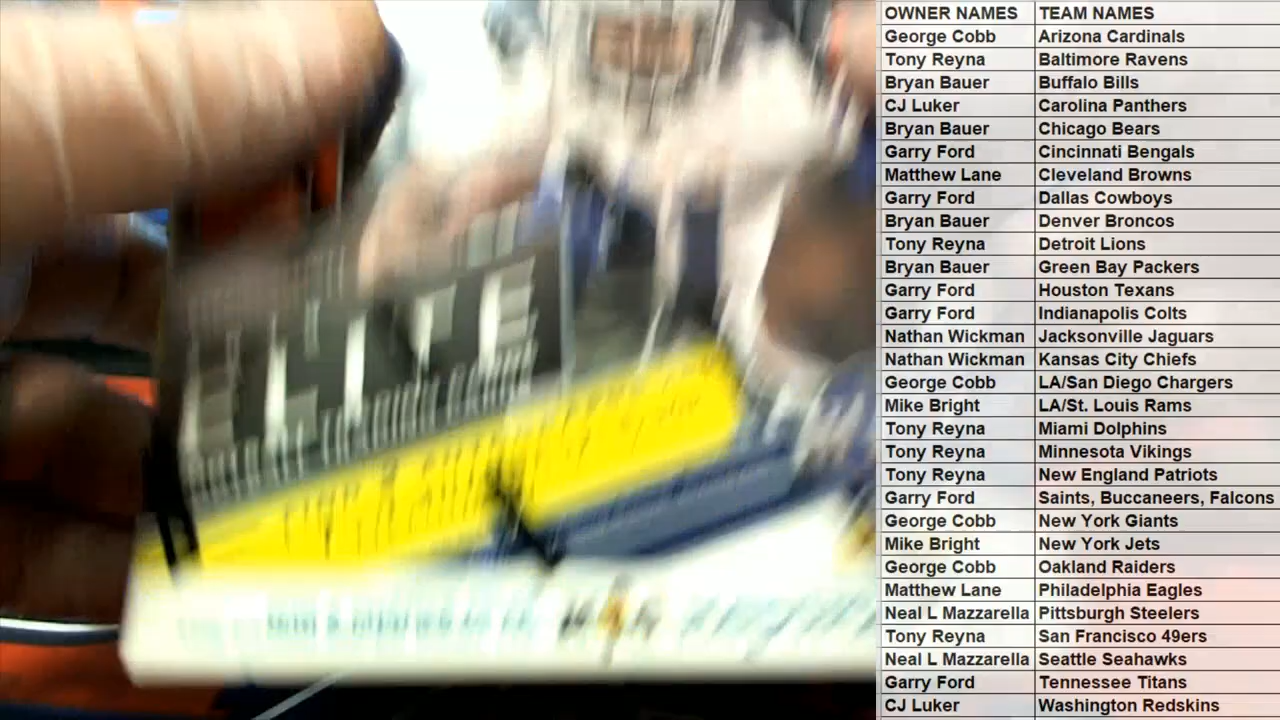 OWNER NAMES TEAM NAMES
George Cobb Arizona Cardinals
Tony Reyna Baltimore Ravens
Bryan Bauer Buffalo Bills
CJ Luker Carolina Panthers
Bryan Bauer Chicago Bears
Garry Ford Cincinnati Bengals
Matthew Lane Cleveland Browns
Garry Ford Dallas Cowboys
Bryan Bauer Denver Broncos
Tony Reyna Detroit Lions
Bryan Bauer Green Bay Packers
Garry Ford Houston Texans
Garry Ford Indianapolis Colts
Nathan Wickman Jacksonville Jaguars
Nathan Wickman Kansas City Chiefs
George Cobb LA/San Diego Chargers
Mike Bright LA/St. Louis Rams
Tony Reyna Miami Dolphins
Tony Reyna Minnesota Vikings
Tony Reyna New England Patriots
Garry Ford Saints, Buccaneers, Falcons
George Cobb New York Giants
Mike Bright New York Jets
George Cobb Oakland Raiders
Matthew Lane Philadelphia Eagles
Neal L Mazzarella Pittsburgh Steelers
Tony Reyna San Francisco 49ers
Neal L Mazzarella Seattle Seahawks
Garry Ford Tennessee Titans
CJ Luker Washington Redskins